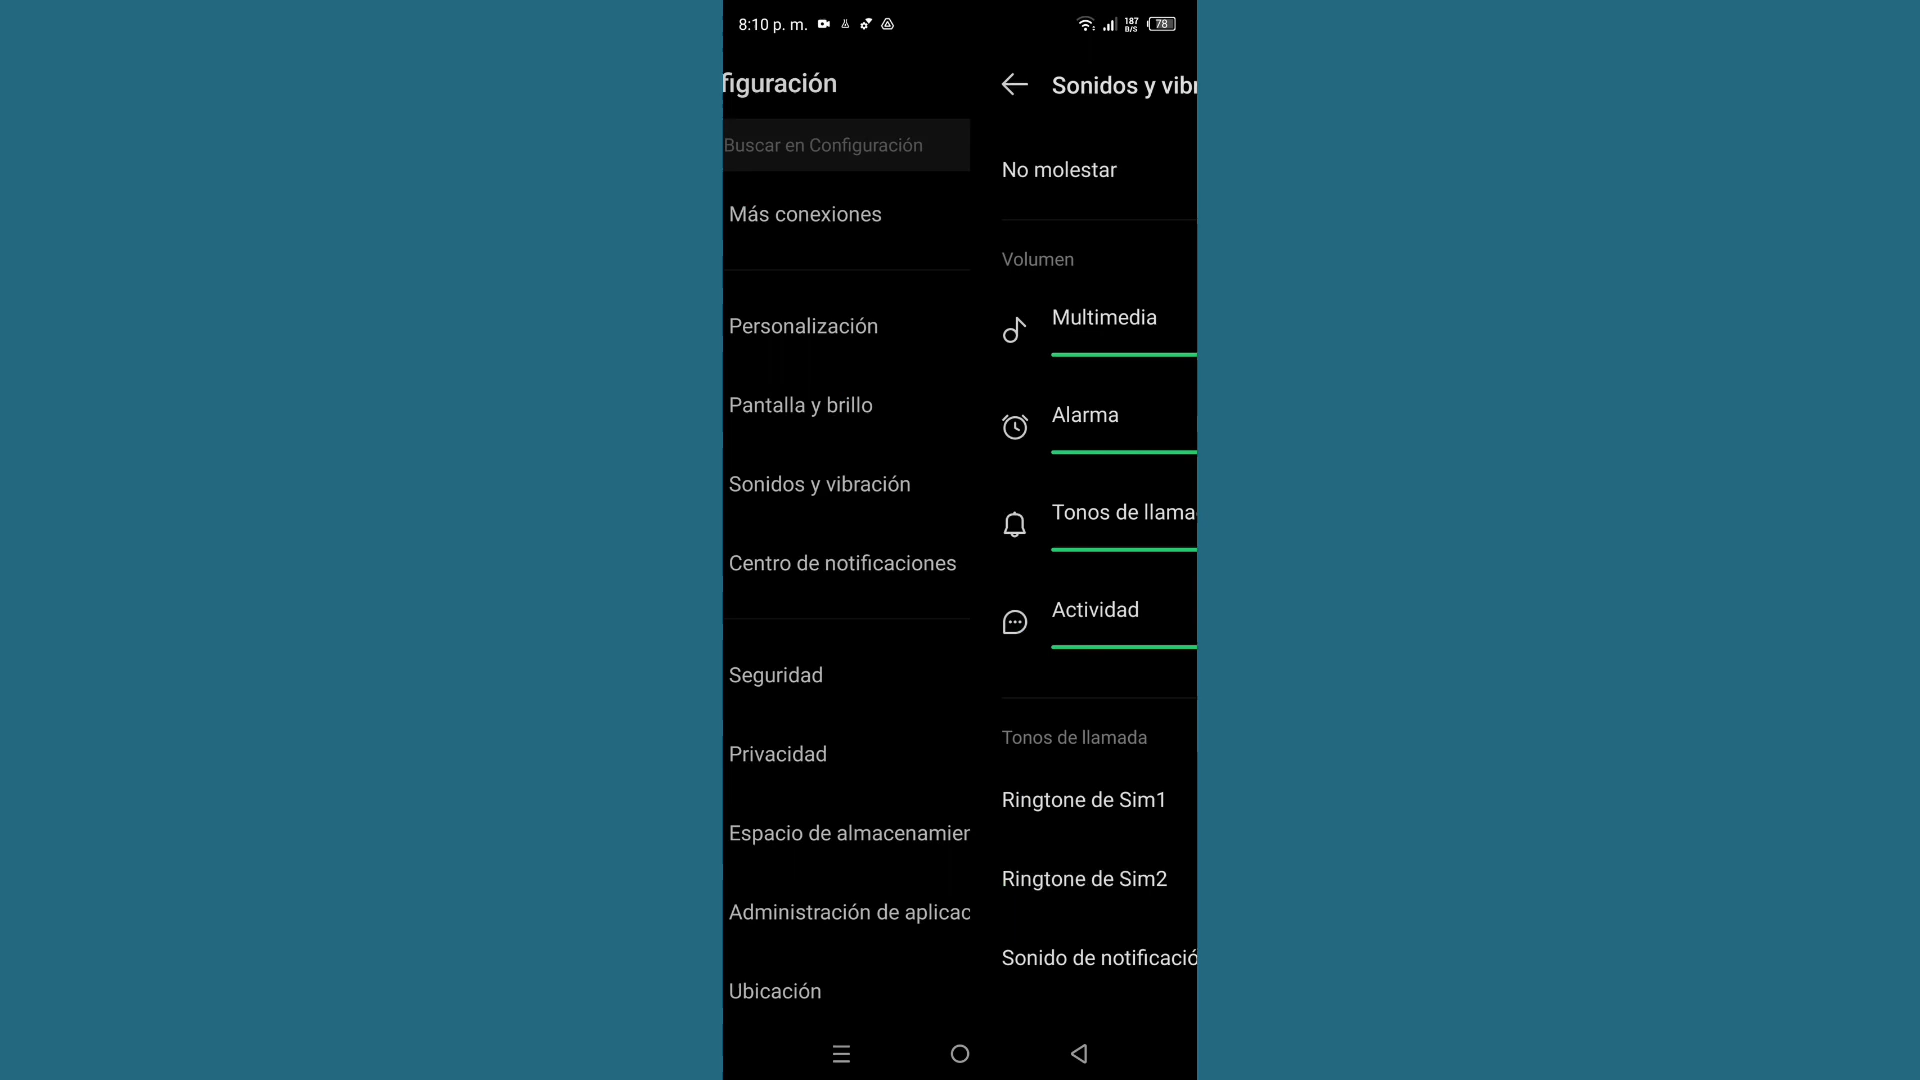 8:10 p. m.
187
B/S
78
figuración
Buscar en Configuración
Más conexiones
Personalización
Pantalla y brillo
Sonidos y vibración
Centro de notificaciones
Seguridad
Privacidad
Espacio de almacenamier
Administración de aplicac
Ubicación
Sonidos y vibr
No molestar
Volumen
Multimedia
Alarma
Tonos de llama
Actividad
Tonos de llamada
Ringtone de Sim1
Ringtone de Sim2
Sonido de notificació